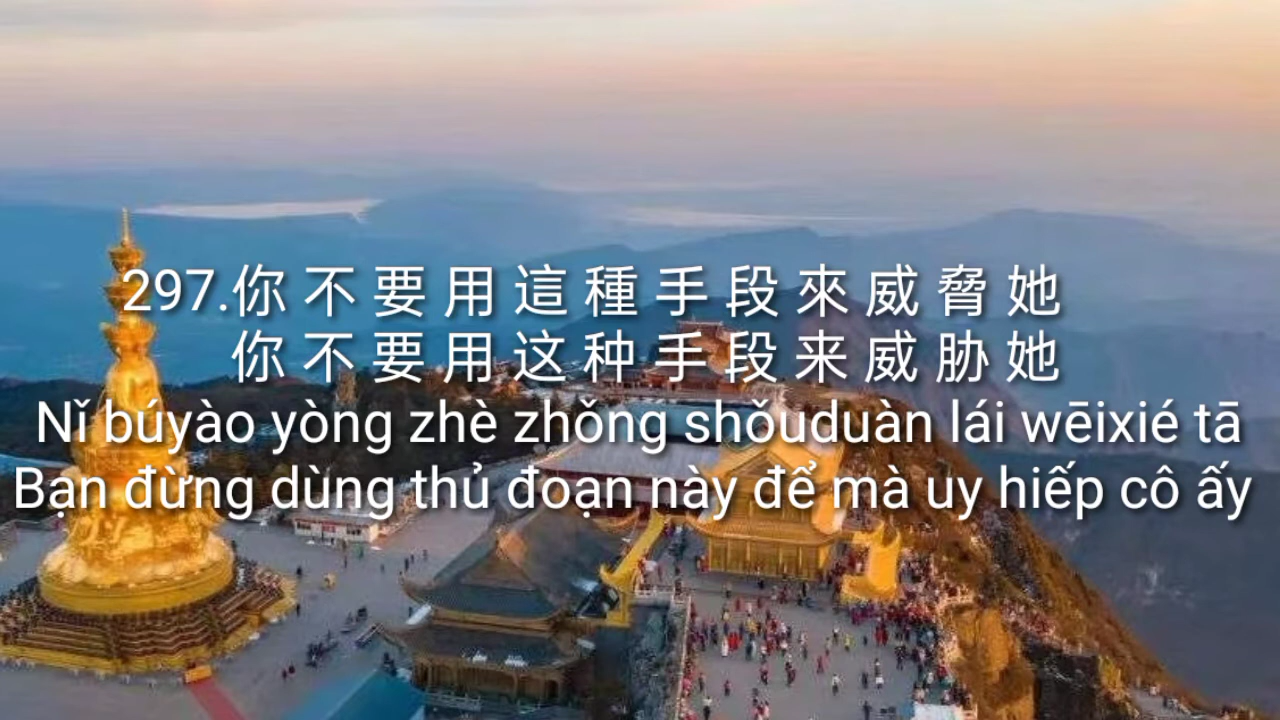 297.你不要用這種手段來威脅她
你不要用这种手段来威胁她
Nǐ búyào yòng zhè zhǒng shǒuduàn lái wēixié tā
Bạn đừng dùng thủ đoạn này để mà uy hiếp cô ấy